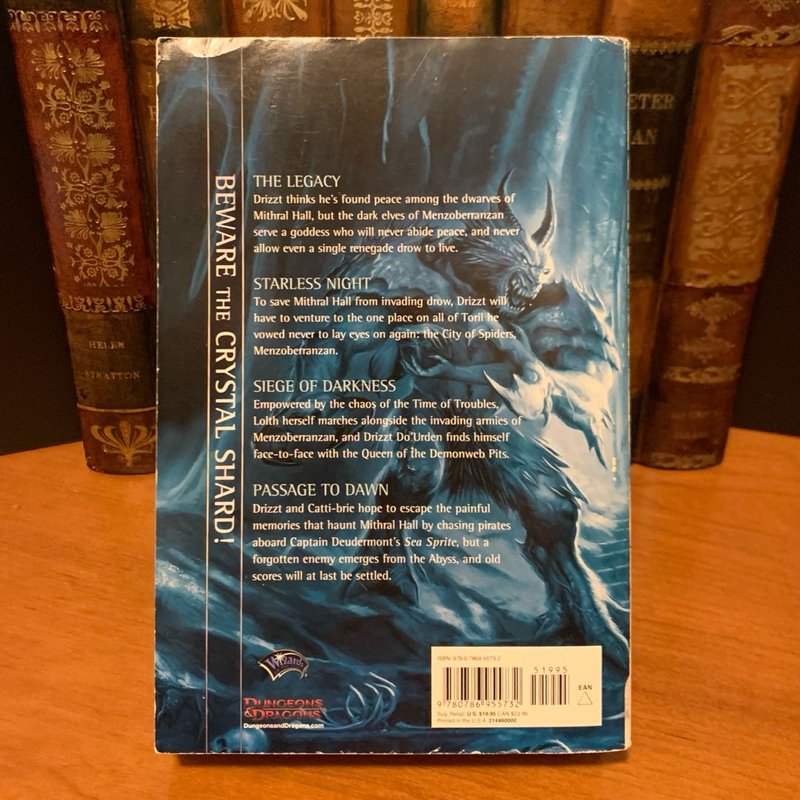 BEWARE THE CRYSTAL SHARD!
THE LEGACY
Drizzt thinks he's found peace among the dwarves of
Mithral Hall, but the dark elves of Menzoberranzan
serve a goddess who will never abide peace, and never
allow even a single renegade drow to live.
STARLESS NIGHT
To save Mithral Hall from invading drow, Drizzt will
have to venture to the one place on all of Toril he
vowed never to lay eyes on again: the City of Spiders,
Menzoberranzan.
SIEGE OF DARKNESS
Empowered by the chaos of the Time of Troubles,
Lolth herself marches alongside the invading armies of
Menzoberranzan, and Drizzt Do'Urden finds himself
face-to-face with the Queen of the Demonweb Pits.
PASSAGE TO DAWN
Drizzt and Catti-brie hope to escape the painful
memories that haunt Mithral Hall by chasing pirates
aboard Captain Deudermont's Sea Sprite, but a
forgotten enemy emerges from the Abyss, and old
scores will at last be settled.
Wizards
DUNGEONS
& DRAGONS
DungeonsandDragons.com
ISBN: 978-0-7869-5573-2
51995
EAN
9 780786 955732
Sug. Retail: U.S. $19.95 CAN $23.95
Printed in the U.S.A. 214460000
HELEN
STRATTON
ETER
AN